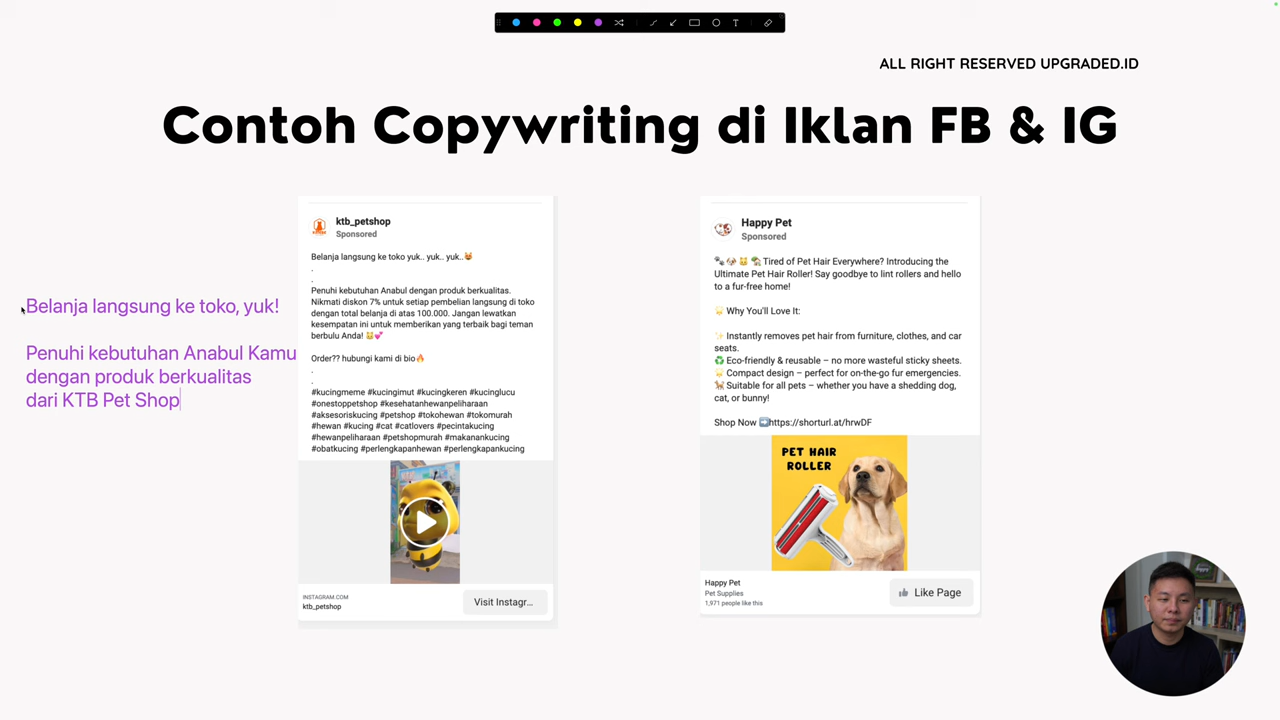 ALL RIGHT RESERVED UPGRADED.ID
Contoh Copywriting di Iklan FB & IG
Belanja langsung ke toko, yuk!
Penuhi kebutuhan Anabul Kamu
dengan produk berkualitas
dari KTB Pet Shop
ktb_petshop
Sponsored
Belanja langsung ke toko yuk.. yuk.. yuk..😻
.
.
Penuhi kebutuhan Anabul dengan produk berkualitas.
Nikmati diskon 7% untuk setiap pembelian langsung di toko
dengan total belanja di atas 100.000. Jangan lewatkan
kesempatan ini untuk memberikan yang terbaik bagi teman
berbulu Anda! 🐱💕
Order?? hubungi kami di bio🔥
.
.
#kucingmeme #kucingimut #kucingkeren #kucinglucu
#onestoppetshop #kesehatanhewanpeliharaan
#aksesoriskucing #petshop #tokohewan #tokomurah
#hewan #kucing #cat #catlovers #pecintakucing
#hewanpeliharaan #petshopmurah #makanankucing
#obatkucing #perlengkapanhewan #perlengkapankucing
INSTAGRAM.COM
ktb_petshop
Visit Instagr...
Happy Pet
Sponsored
🐾🐶 🐱 🏡 Tired of Pet Hair Everywhere? Introducing the
Ultimate Pet Hair Roller! Say goodbye to lint rollers and hello
to a fur-free home!
🌟 Why You'll Love It:
✨ Instantly removes pet hair from furniture, clothes, and car
seats.
♻️ Eco-friendly & reusable – no more wasteful sticky sheets.
🌟 Compact design – perfect for on-the-go fur emergencies.
🐕 Suitable for all pets – whether you have a shedding dog,
cat, or bunny!
Shop Now ➡️https://shorturl.at/hrwDF
PET HAIR
ROLLER
Happy Pet
Pet Supplies
1,971 people like this
Like Page